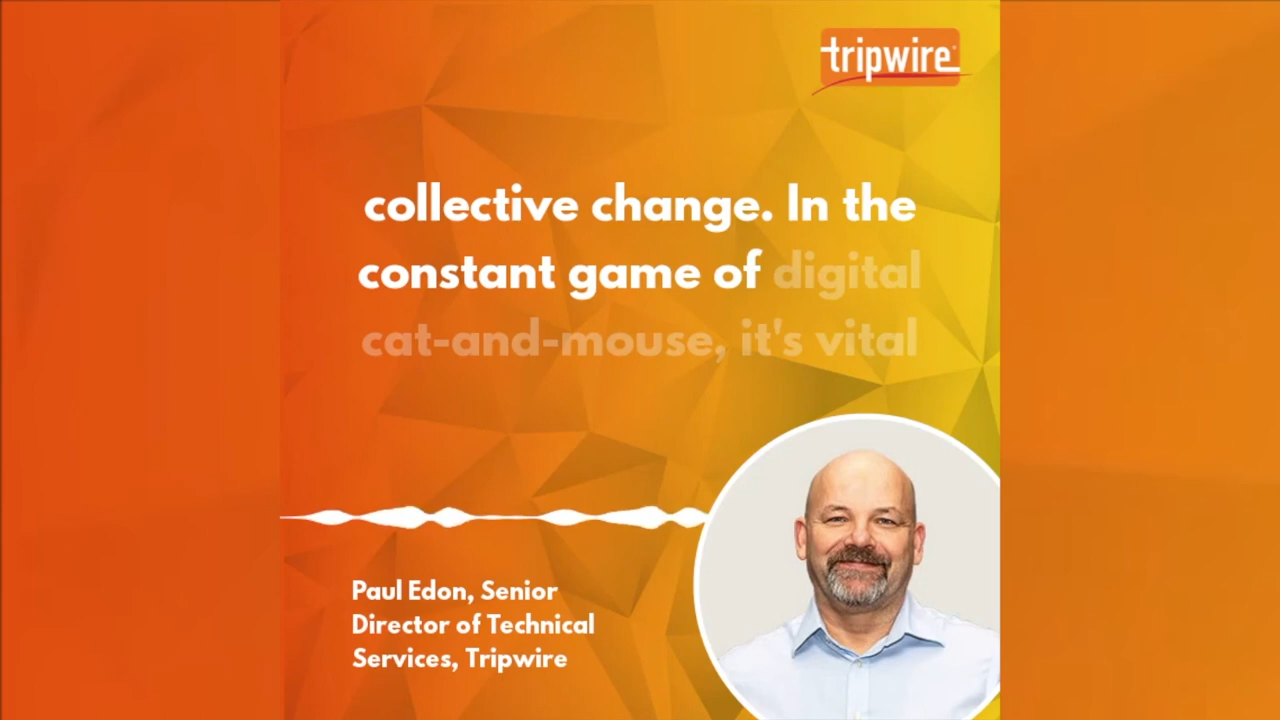 tripwire
collective change. In the
constant game of digital
cat-and-mouse, it's vital
Paul Edon, Senior
Director of Technical
Services, Tripwire